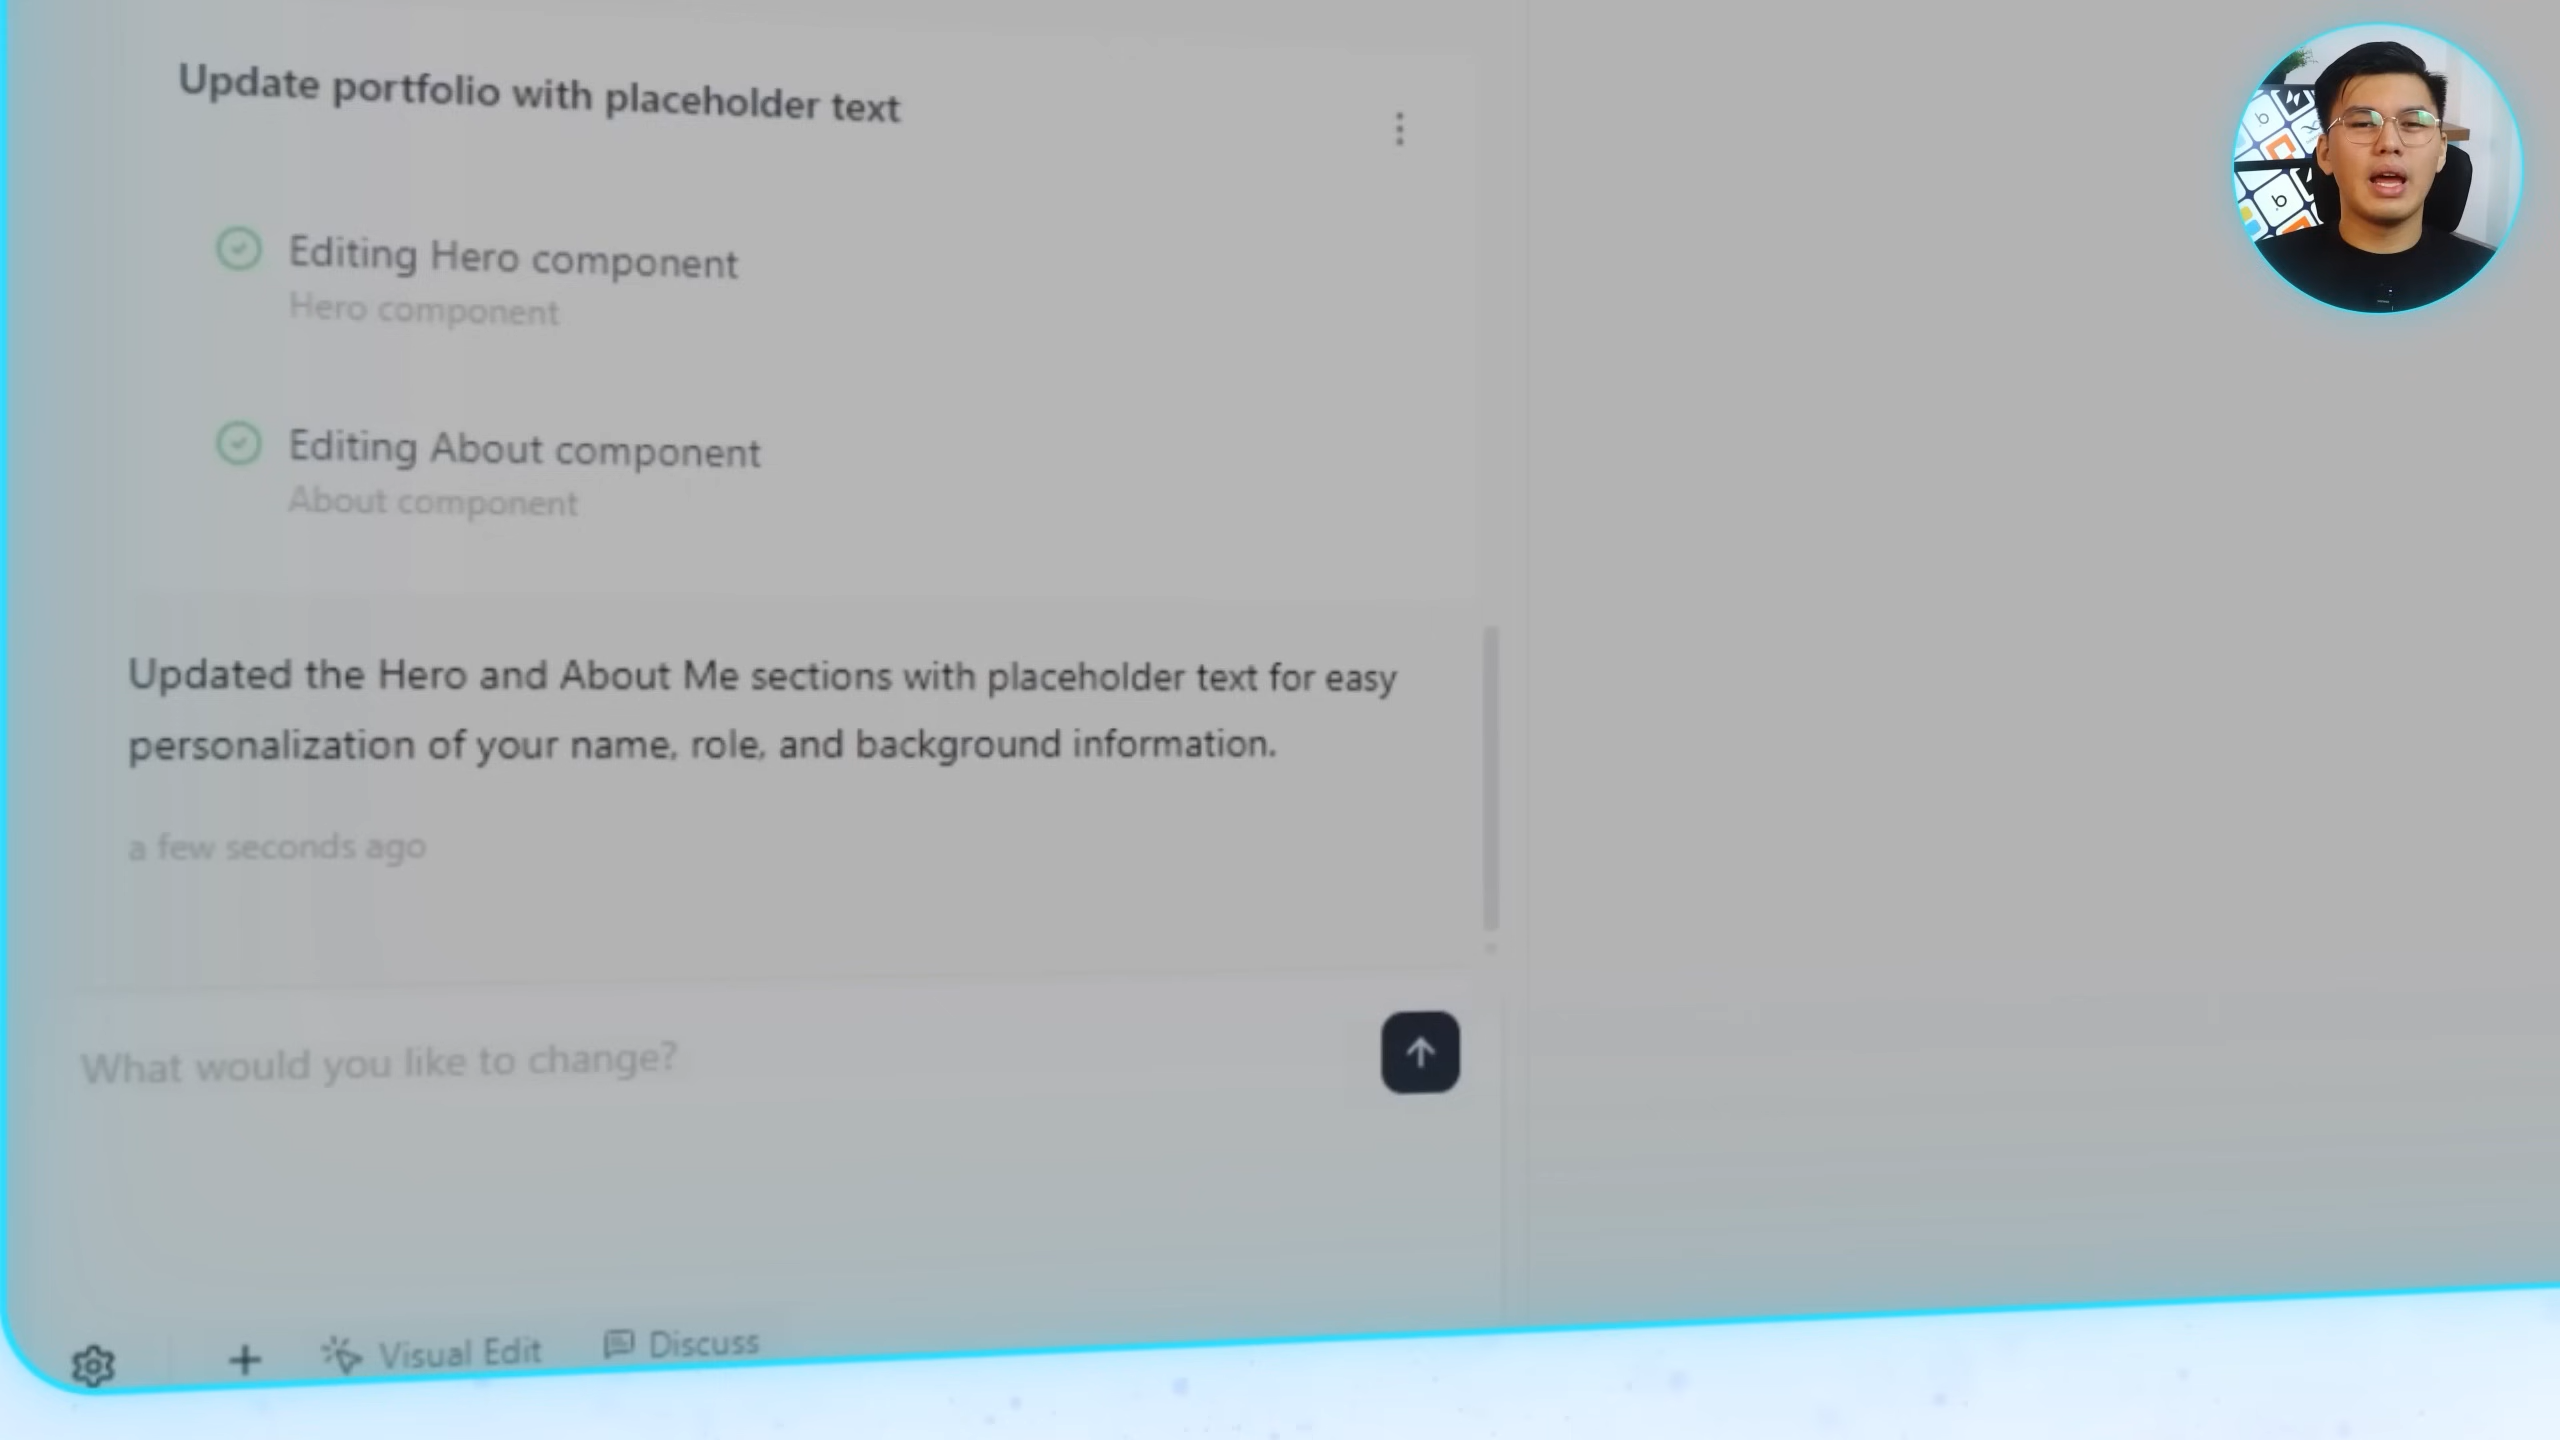 Update portfolio with placeholder text
Editing Hero component
Hero component
Editing About component
About component
Updated the Hero and About Me sections with placeholder text for easy
personalization of your name, role, and background information.
a few seconds ago
What would you like to change?
Visual Edit
Discuss